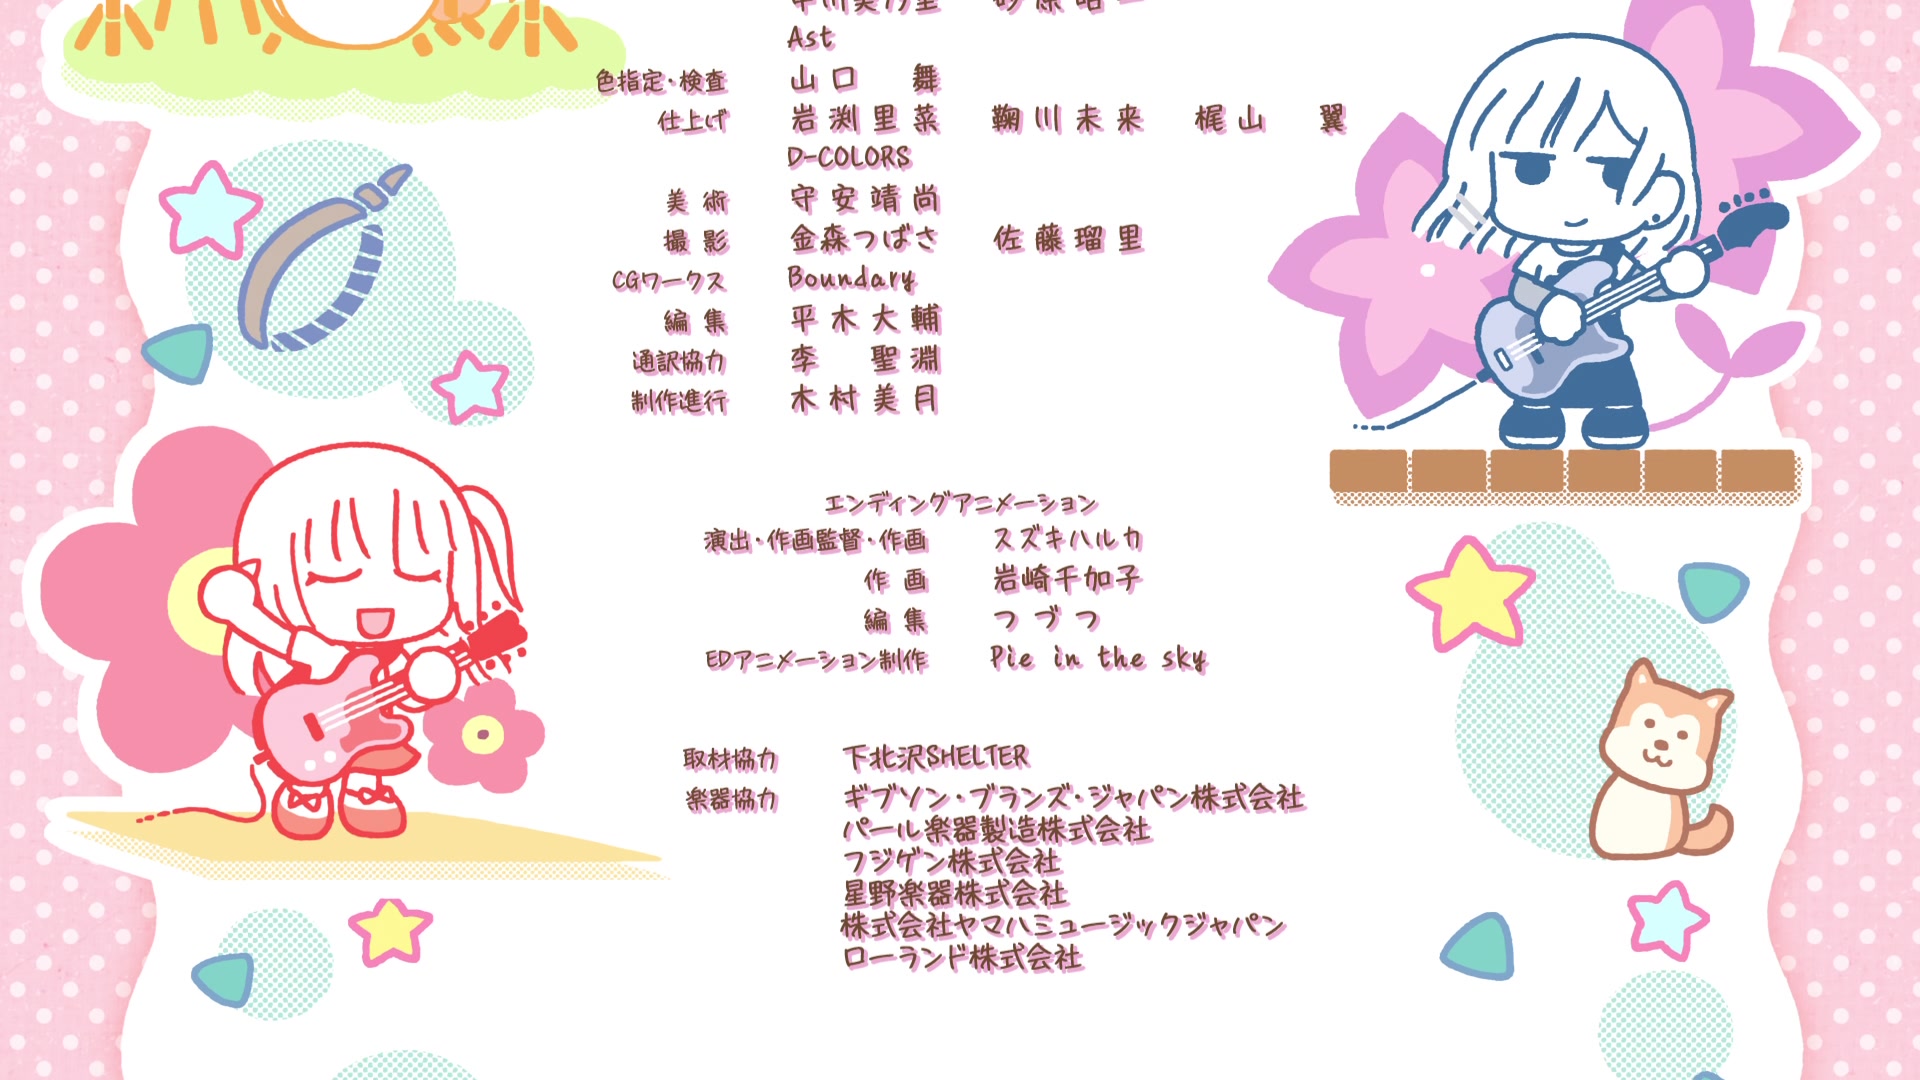 Ast
色指定・検査 山口 舞
仕上げ 岩渕里菜 鞠川未来 梶山 翼
D-COLORS
美術 守安靖尚
撮影 金森つばさ 佐藤瑠里
CGワークス Boundary
編集 平木大輔
通訳協力 李 聖淵
制作進行 木村美月
エンディングアニメーション
演出・作画監督・作画 スズキハルカ
作画 岩崎千加子
編集 つづつ
EDアニメーション制作 Pie in the sky
取材協力 下北沢SHELTER
楽器協力 ギブソン・ブランズ・ジャパン株式会社
パール楽器製造株式会社
フジゲン株式会社
星野楽器株式会社
株式会社ヤマハミュージックジャパン
ローランド株式会社